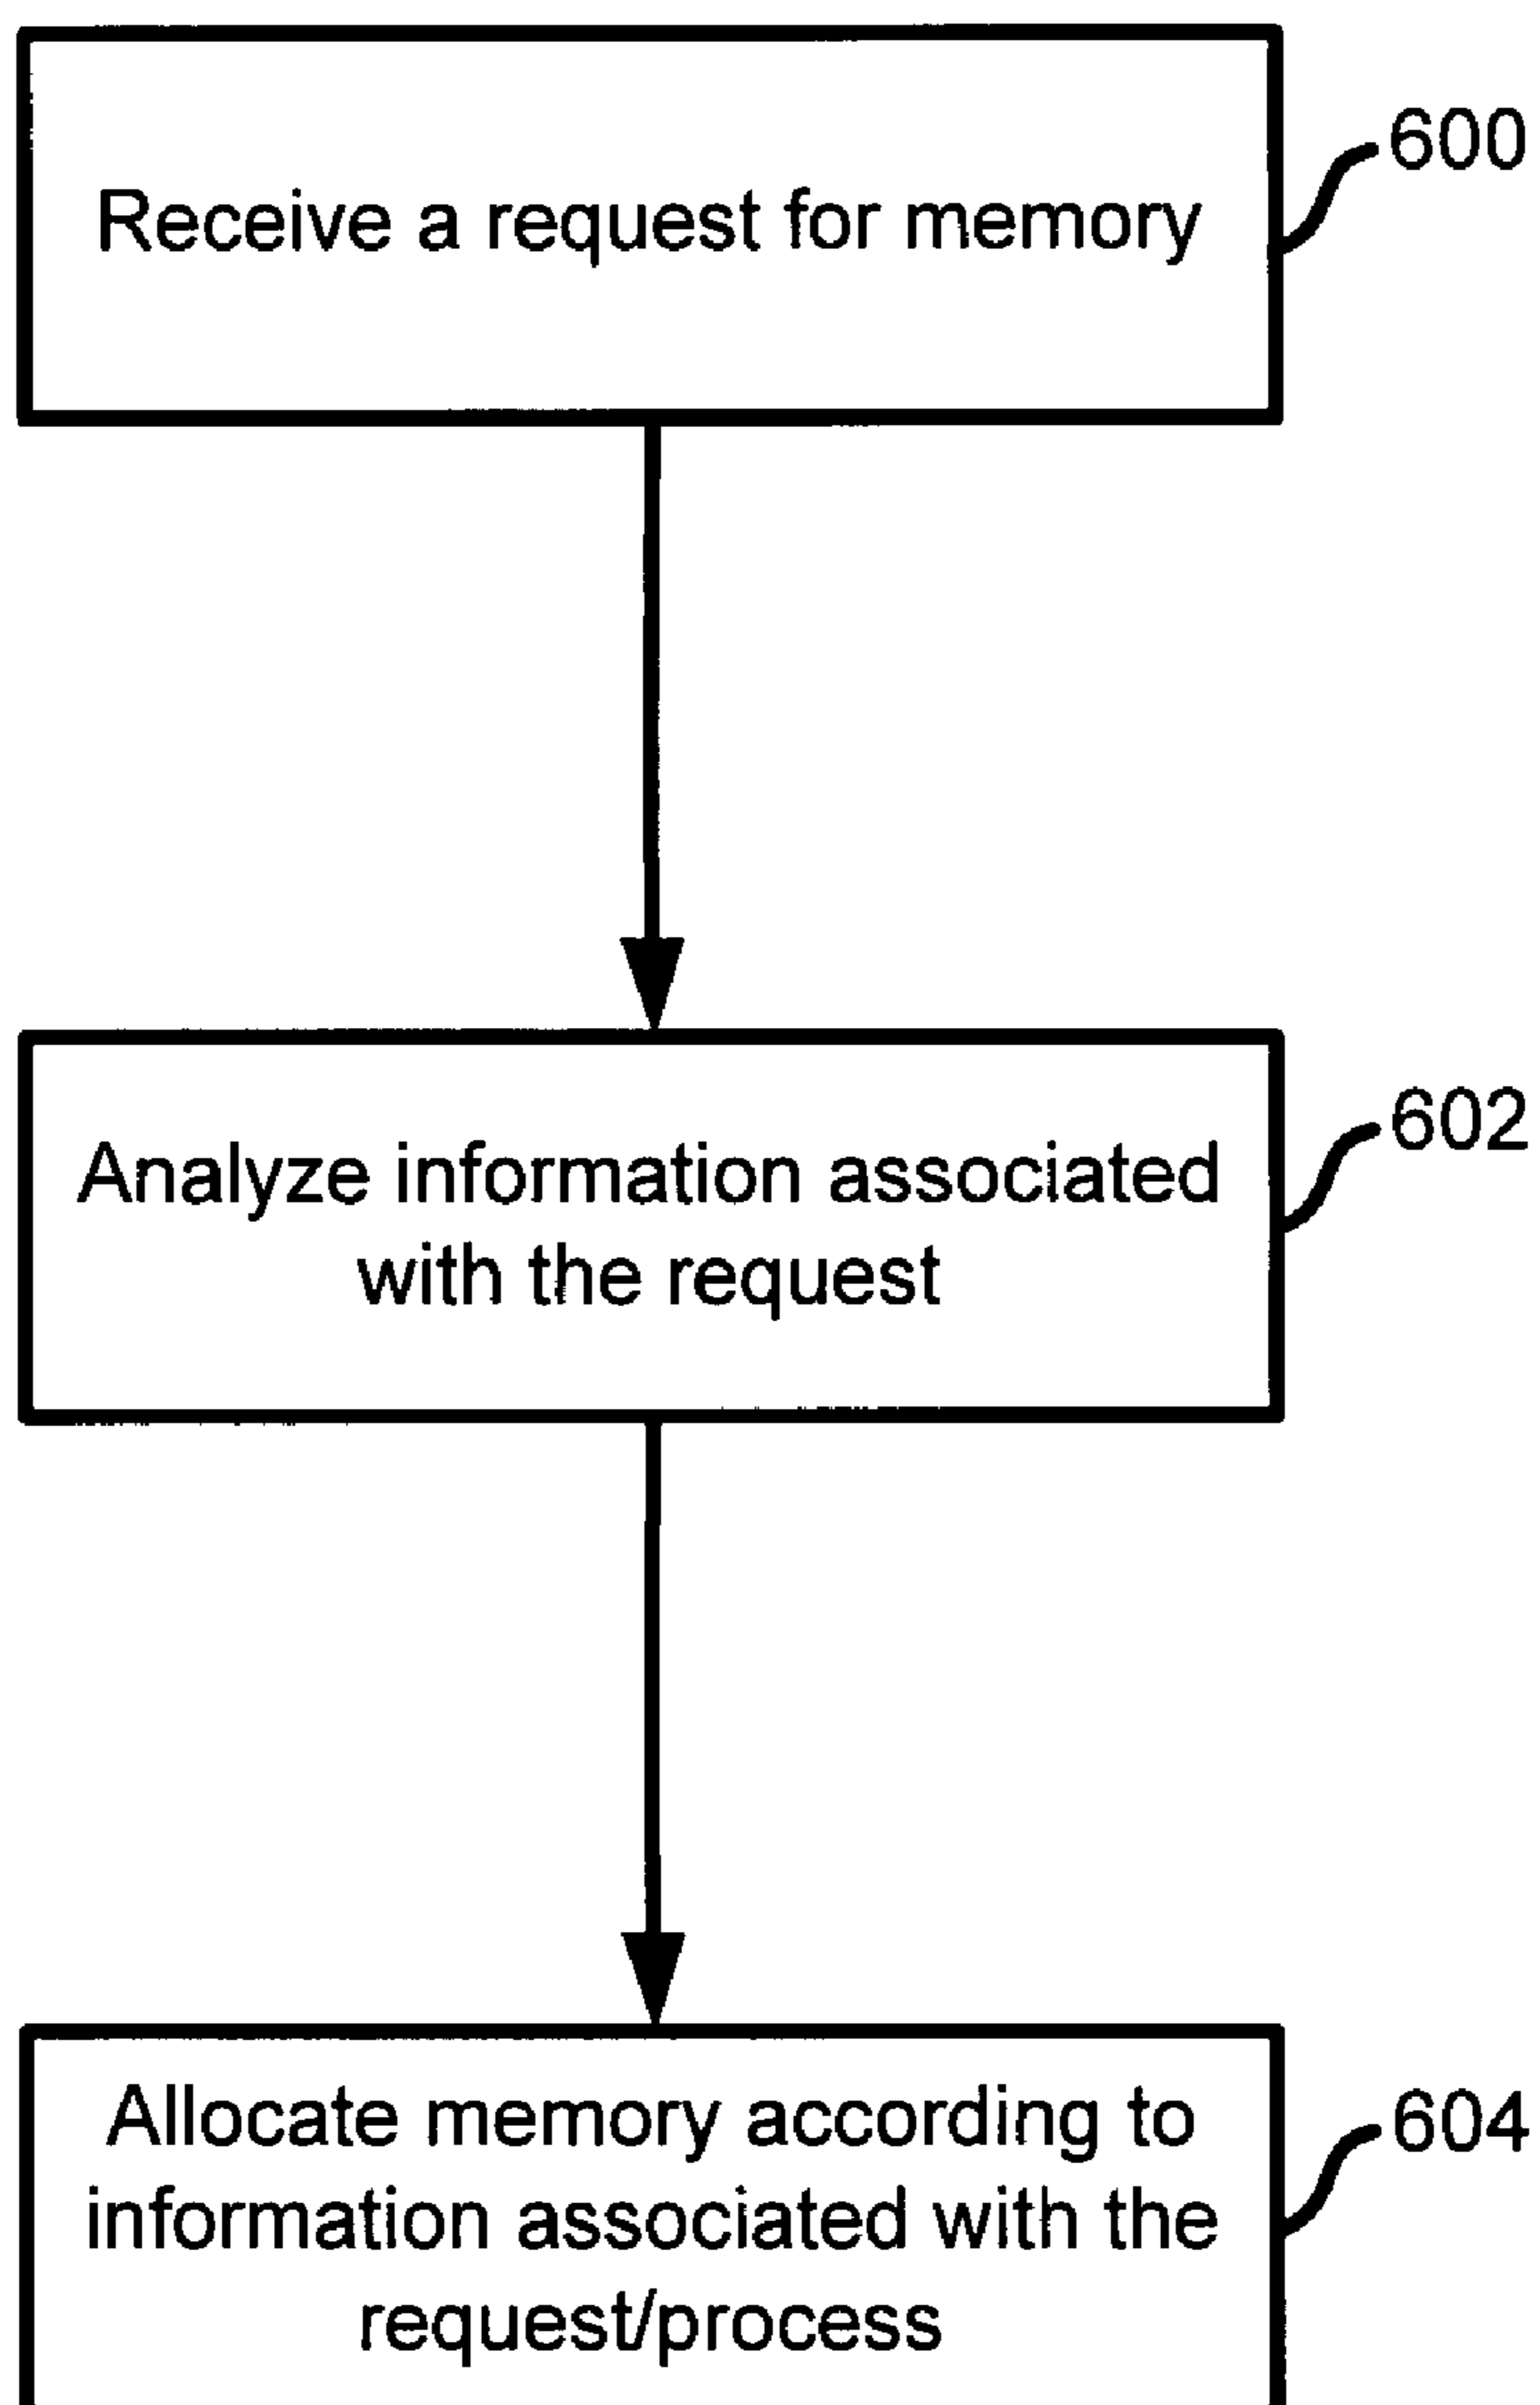 600
Receive a request for memory
602
Analyze information associated
with the request
604
Allocate memory according to
information associated with the
request/process